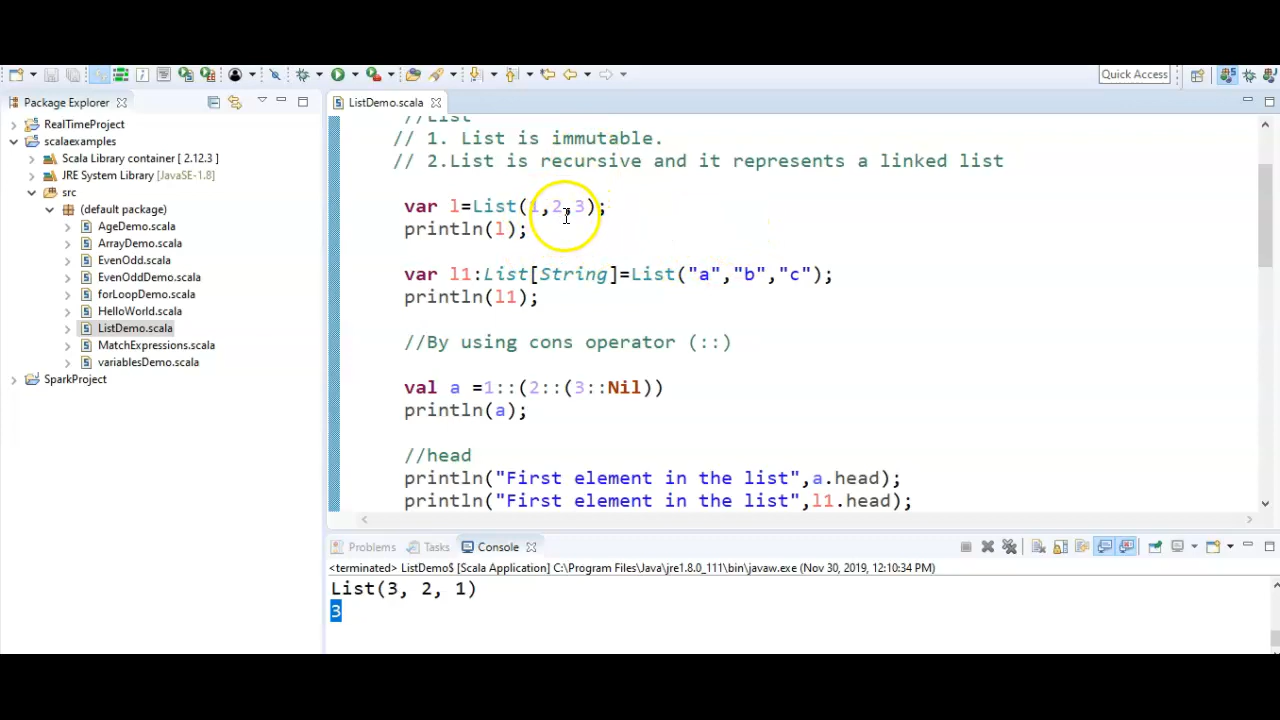 Quick Access
Package Explorer
RealTimeProject
scalaexamples
Scala Library container [ 2.12.3 ]
JRE System Library [JavaSE-1.8]
src
(default package)
AgeDemo.scala
ArrayDemo.scala
EvenOdd.scala
EvenOddDemo.scala
forLoopDemo.scala
HelloWorld.scala
ListDemo.scala
MatchExpressions.scala
variablesDemo.scala
SparkProject
ListDemo.scala
//List
// 1. List is immutable.
// 2.List is recursive and it represents a linked list
var l=List(1,2,3);
println(l);
var l1:List[String]=List("a","b","c");
println(l1);
//By using cons operator (::)
val a =1::(2::(3::Nil))
println(a);
//head
println("First element in the list",a.head);
println("First element in the list",l1.head);
Problems Tasks Console
<terminated> ListDemo$ [Scala Application] C:\Program Files\Java\jre1.8.0_111\bin\javaw.exe (Nov 30, 2019, 12:10:34 PM)
List(3, 2, 1)
3